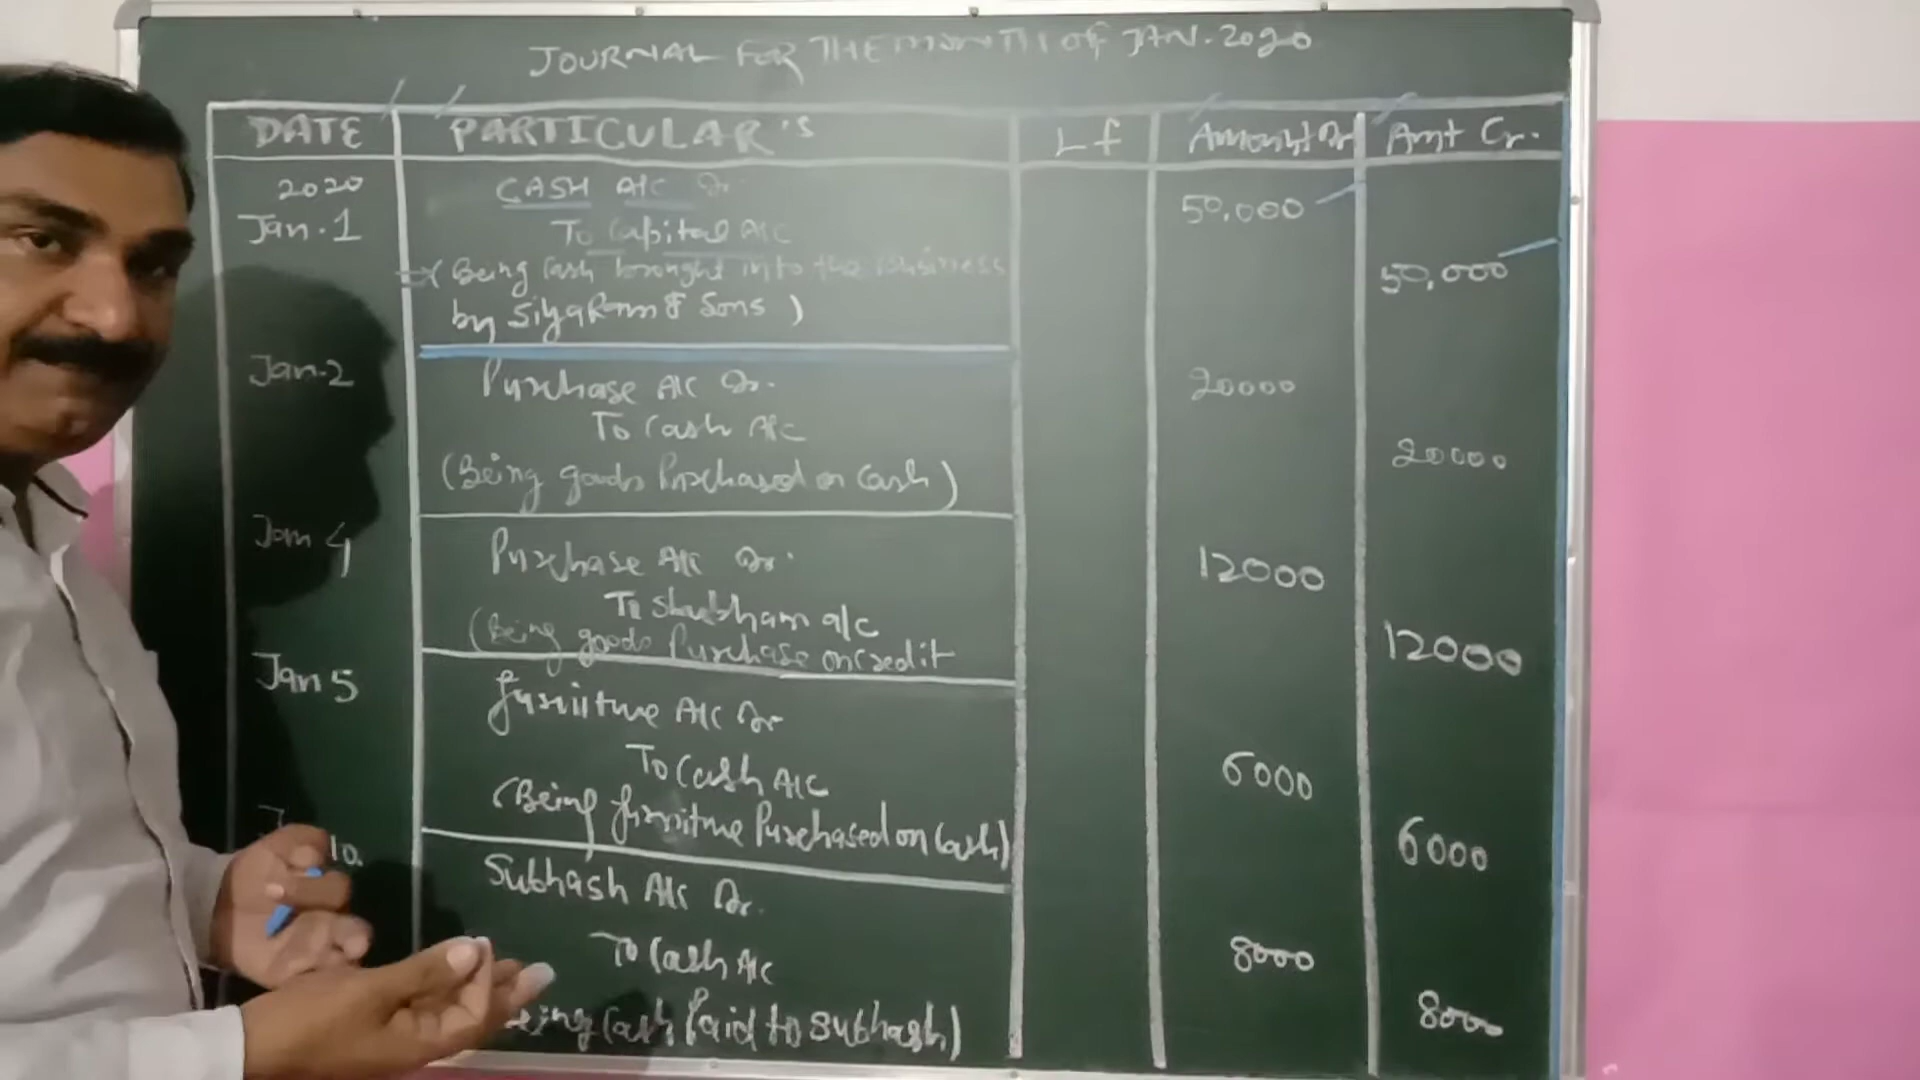 JOURNAL FOR THE MONTH OF JAN. 2020
DATE PARTICULAR'S Lf Amount Dr Amt Cr.
2020 CASH A/C Dr
Jan. 1 50,000
To Capital A/C
(Being Cash brought into the Business 50,000
by SiyaRam & Sons)
Jan. 2 Purchase A/C Dr. 20000
To Cash A/C
20000
(Being goods Purchased on Cash)
Jan 4 Purchase A/C Dr. 12000
To Shubham a/c
(Being goods Purchase on Credit 12000
Jan 5 furniture A/C Dr
To Cash A/C 6000
(Being furniture Purchased on Cash) 6000
10. Subhash A/C Dr.
To Cash A/C 8000
Being Cash Paid to Subhash) 8000